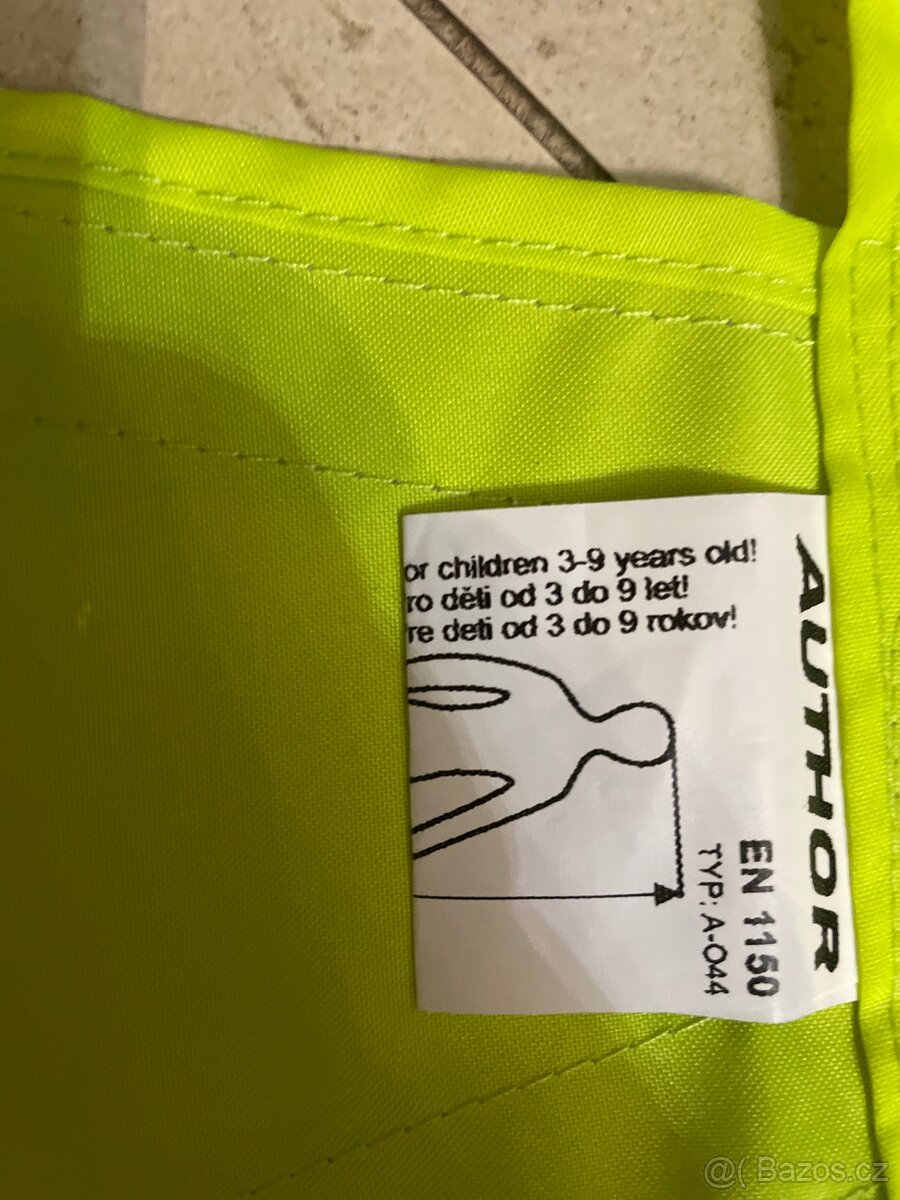 or children 3-9 years old!
ro děti od 3 do 9 let!
re deti od 3 do 9 rokov!
AUTHOR
EN 1150
TYP: A-044
@( Bazos.cz